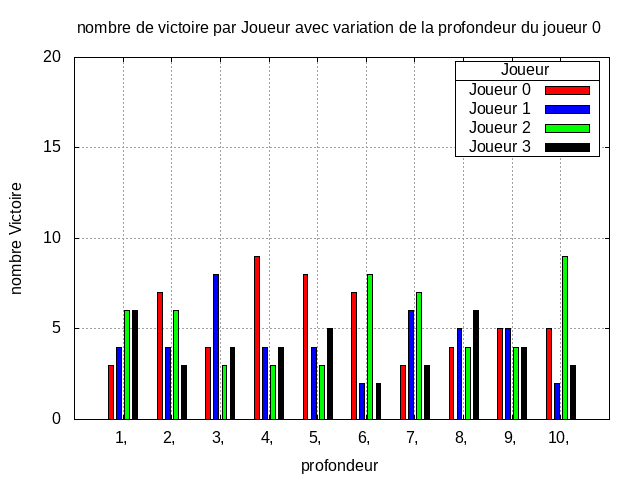 nombre de victoire par Joueur avec variation de la profondeur du joueur 0
20
15
10
5
0
nombre Victoire
Joueur
Joueur 0
Joueur 1
Joueur 2
Joueur 3
1, 2, 3, 4, 5, 6, 7, 8, 9, 10,
profondeur